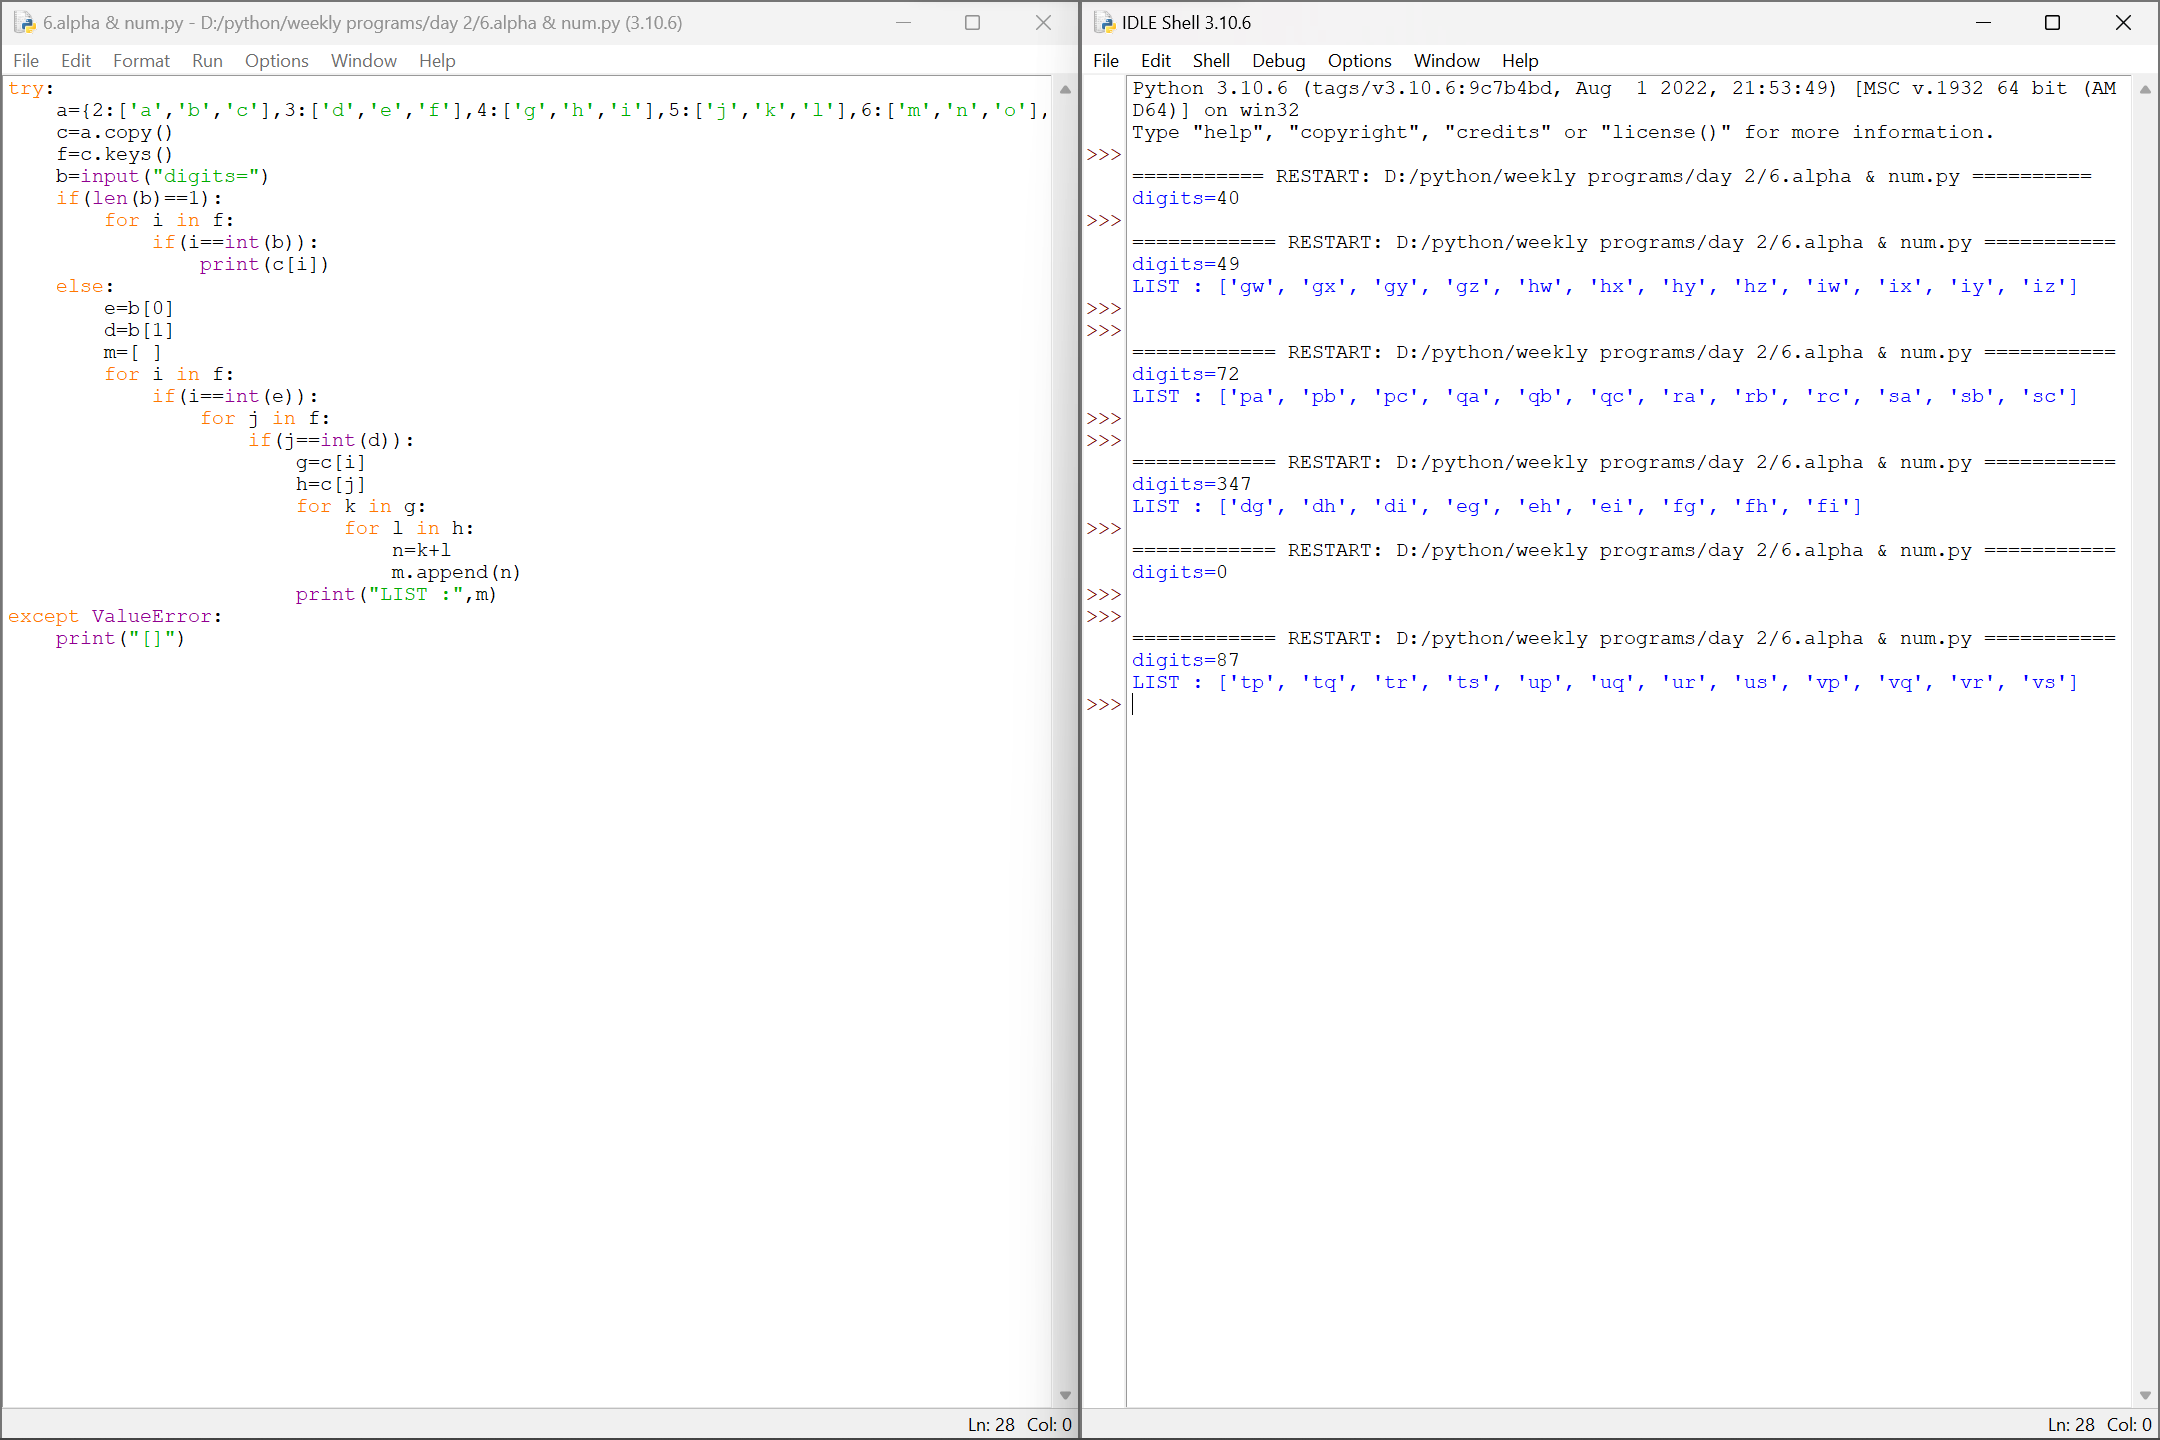 6.alpha & num.py - D:/python/weekly programs/day 2/6.alpha & num.py (3.10.6)
File Edit Format Run Options Window Help
try:
    a={2:['a','b','c'],3:['d','e','f'],4:['g','h','i'],5:['j','k','l'],6:['m','n','o'],
    c=a.copy()
    f=c.keys()
    b=input("digits=")
    if(len(b)==1):
        for i in f:
            if(i==int(b)):
                print(c[i])
    else:
        e=b[0]
        d=b[1]
        m=[ ]
        for i in f:
            if(i==int(e)):
                for j in f:
                    if(j==int(d)):
                        g=c[i]
                        h=c[j]
                        for k in g:
                            for l in h:
                                n=k+l
                                m.append(n)
                        print("LIST :",m)
except ValueError:
    print("[]")
Ln: 28 Col: 0
IDLE Shell 3.10.6
File Edit Shell Debug Options Window Help
Python 3.10.6 (tags/v3.10.6:9c7b4bd, Aug  1 2022, 21:53:49) [MSC v.1932 64 bit (AM
D64)] on win32
Type "help", "copyright", "credits" or "license()" for more information.
>>>
=========== RESTART: D:/python/weekly programs/day 2/6.alpha & num.py ==========
digits=40
>>>
============ RESTART: D:/python/weekly programs/day 2/6.alpha & num.py ===========
digits=49
LIST : ['gw', 'gx', 'gy', 'gz', 'hw', 'hx', 'hy', 'hz', 'iw', 'ix', 'iy', 'iz']
>>>
>>>
============ RESTART: D:/python/weekly programs/day 2/6.alpha & num.py ===========
digits=72
LIST : ['pa', 'pb', 'pc', 'qa', 'qb', 'qc', 'ra', 'rb', 'rc', 'sa', 'sb', 'sc']
>>>
>>>
============ RESTART: D:/python/weekly programs/day 2/6.alpha & num.py ===========
digits=347
LIST : ['dg', 'dh', 'di', 'eg', 'eh', 'ei', 'fg', 'fh', 'fi']
>>>
============ RESTART: D:/python/weekly programs/day 2/6.alpha & num.py ===========
digits=0
>>>
>>>
============ RESTART: D:/python/weekly programs/day 2/6.alpha & num.py ===========
digits=87
LIST : ['tp', 'tq', 'tr', 'ts', 'up', 'uq', 'ur', 'us', 'vp', 'vq', 'vr', 'vs']
>>>
Ln: 28 Col: 0